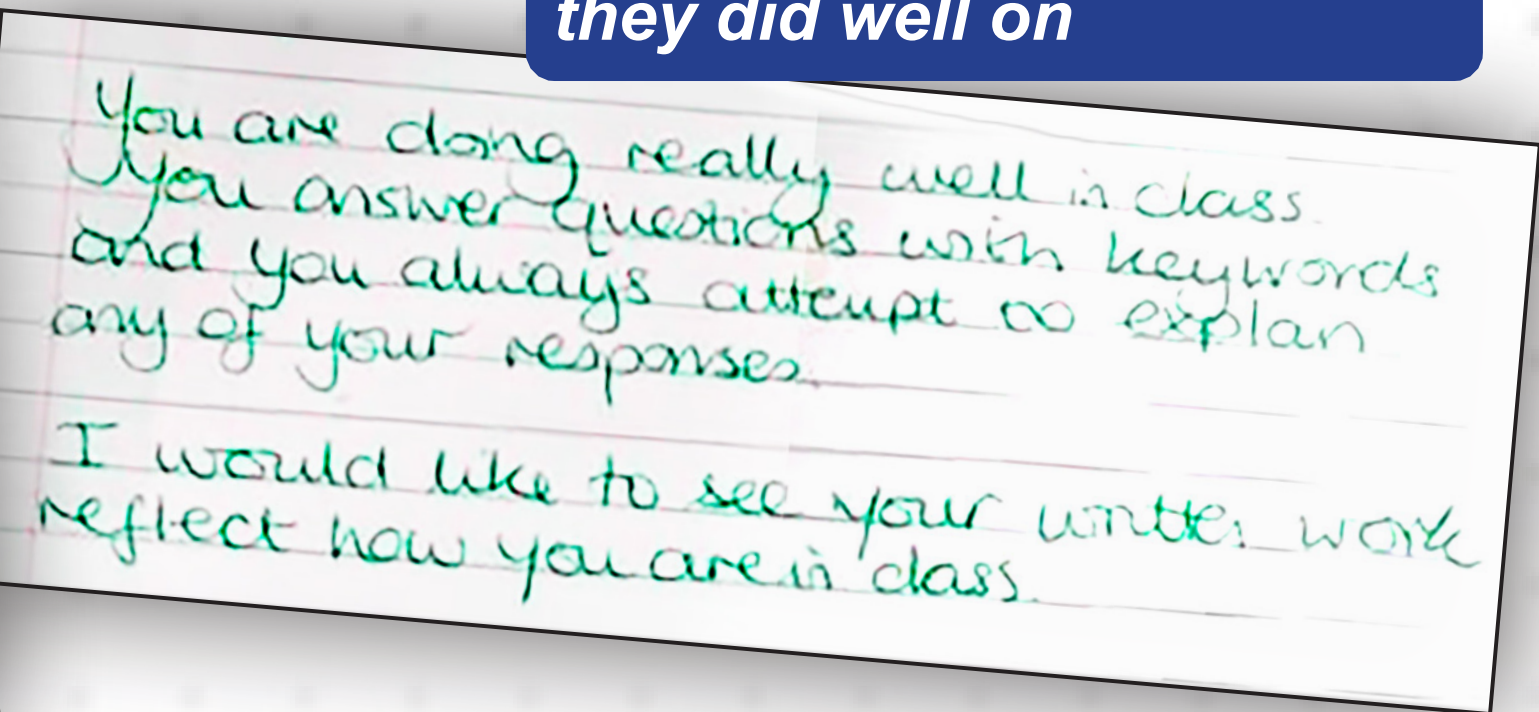 they did well on
You are doing really well in class.
You answer questions with keywords
and you always attempt to explan
any of your responses.
I would like to see your written work
reflect how you are in class.